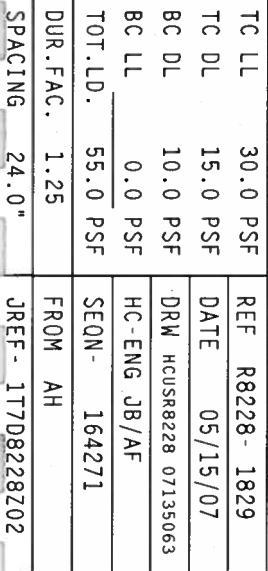 TC LL 30.0 PSF REF R8228- 1829
TC DL 15.0 PSF DATE 05/15/07
BC DL 10.0 PSF DRW HCUSR8228 07135063
BC LL 0.0 PSF HC-ENG JB/AF
TOT.LD. 55.0 PSF SEQN- 164271
DUR.FAC. 1.25 FROM AH
SPACING 24.0" JREF- 1T7D8228Z02